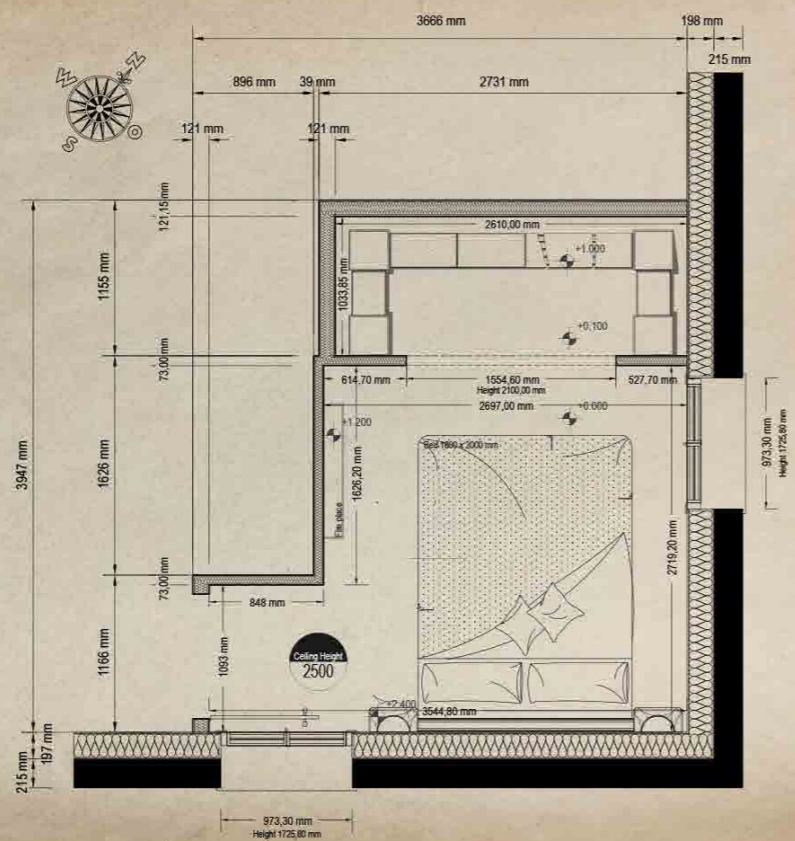 3666 mm
198 mm
215 mm
896 mm
39 mm
2731 mm
W
N
S
O
121 mm
121 mm
121,15 mm
2610,00 mm
+1.000
1155 mm
1033,85 mm
+0,100
73,00 mm
614,70 mm
1554,60 mm
527,70 mm
Height 2100,00 mm
2697,00 mm
+0.000
+1.200
973,30 mm
Height 1725,80 mm
3947 mm
1626 mm
1626,20 mm
Fire place
2719,20 mm
73,00 mm
848 mm
1166 mm
1093 mm
Ceiling Height
2500
+2.400
3544,80 mm
197 mm
215 mm
973,30 mm
Height 1725,80 mm